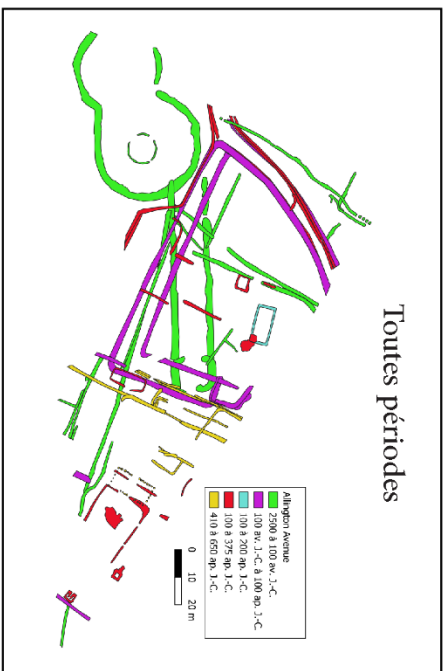 Toutes périodes
Allington Avenue
2500 à 100 av. J.-C.
100 av. J.-C. à 100 ap. J.-C.
100 à 200 ap. J.-C.
100 à 375 ap. J.-C.
410 à 650 ap. J.-C.
0 10 20 m